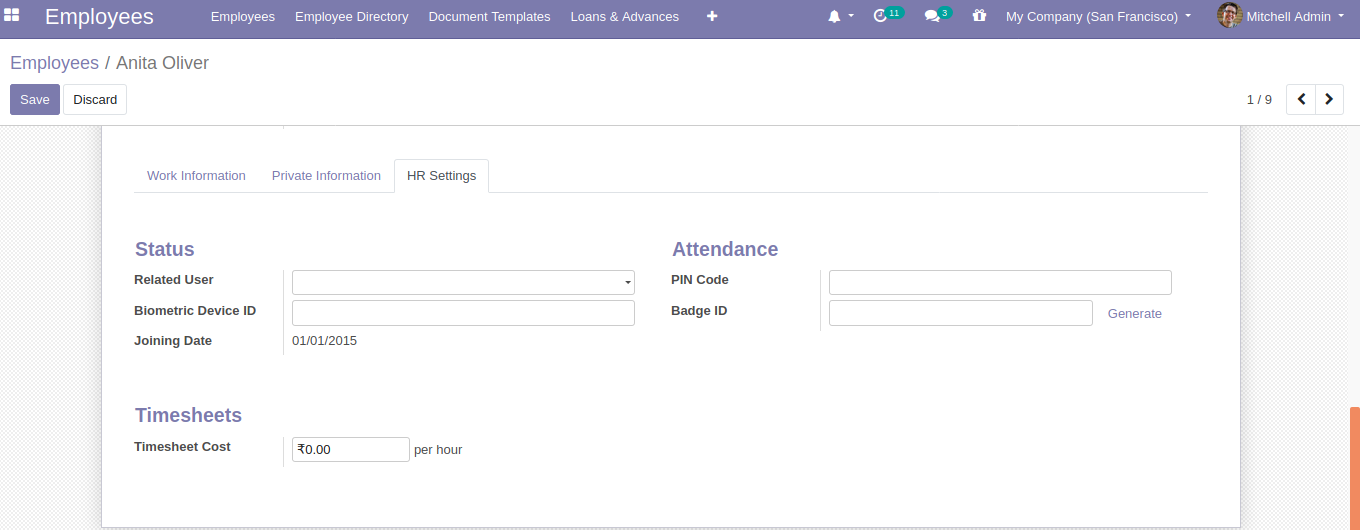 Employees Employees Employee Directory Document Templates Loans & Advances 11 3 My Company (San Francisco) Mitchell Admin
Employees / Anita Oliver
Save Discard 1 / 9
Work Information Private Information HR Settings
Status Attendance
Related User PIN Code
Biometric Device ID Badge ID Generate
Joining Date 01/01/2015
Timesheets
Timesheet Cost ₹0.00 per hour